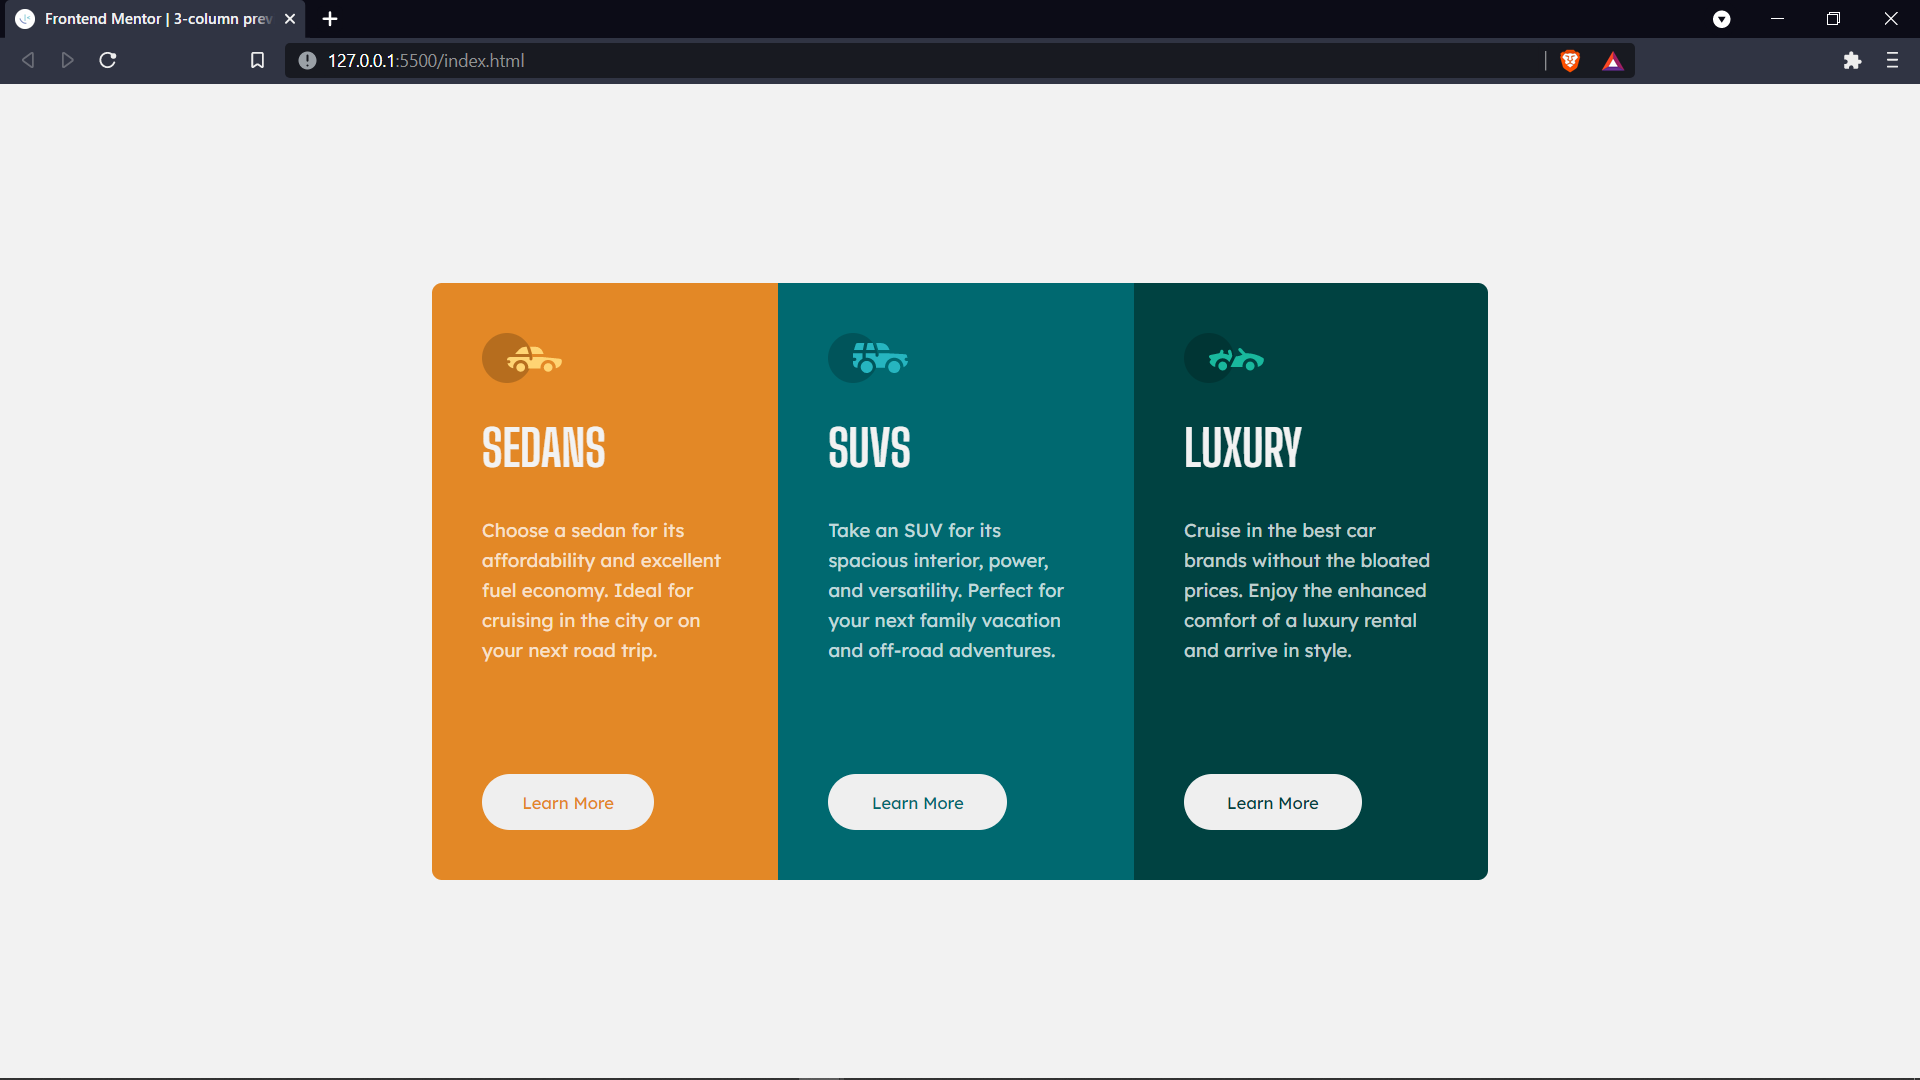 Frontend Mentor | 3-column prev
127.0.0.1:5500/index.html
SEDANS
Choose a sedan for its
affordability and excellent
fuel economy. Ideal for
cruising in the city or on
your next road trip.
Learn More
SUVS
Take an SUV for its
spacious interior, power,
and versatility. Perfect for
your next family vacation
and off-road adventures.
Learn More
LUXURY
Cruise in the best car
brands without the bloated
prices. Enjoy the enhanced
comfort of a luxury rental
and arrive in style.
Learn More